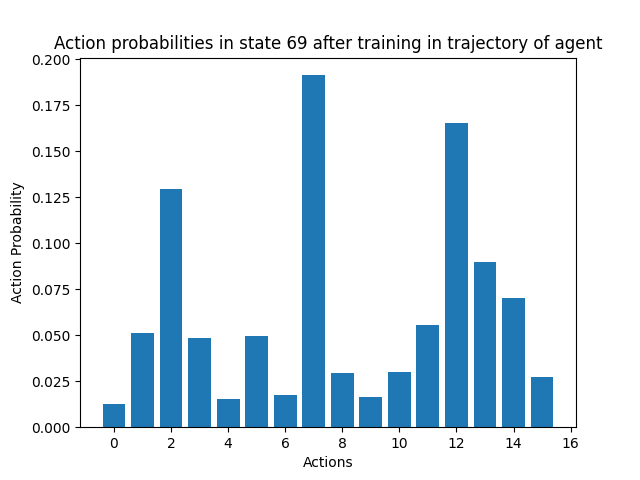 Action probabilities in state 69 after training in trajectory of agent
0.200
0.175
0.150
0.125
0.100
0.075
0.050
0.025
0.000
Action Probability
0 2 4 6 8 10 12 14 16
Actions